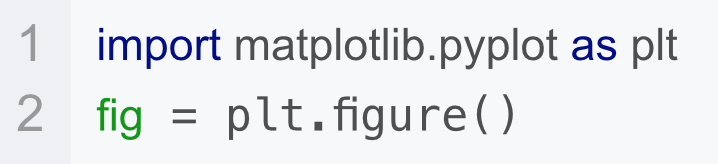 1 import matplotlib.pyplot as plt
2 fig = plt.figure()